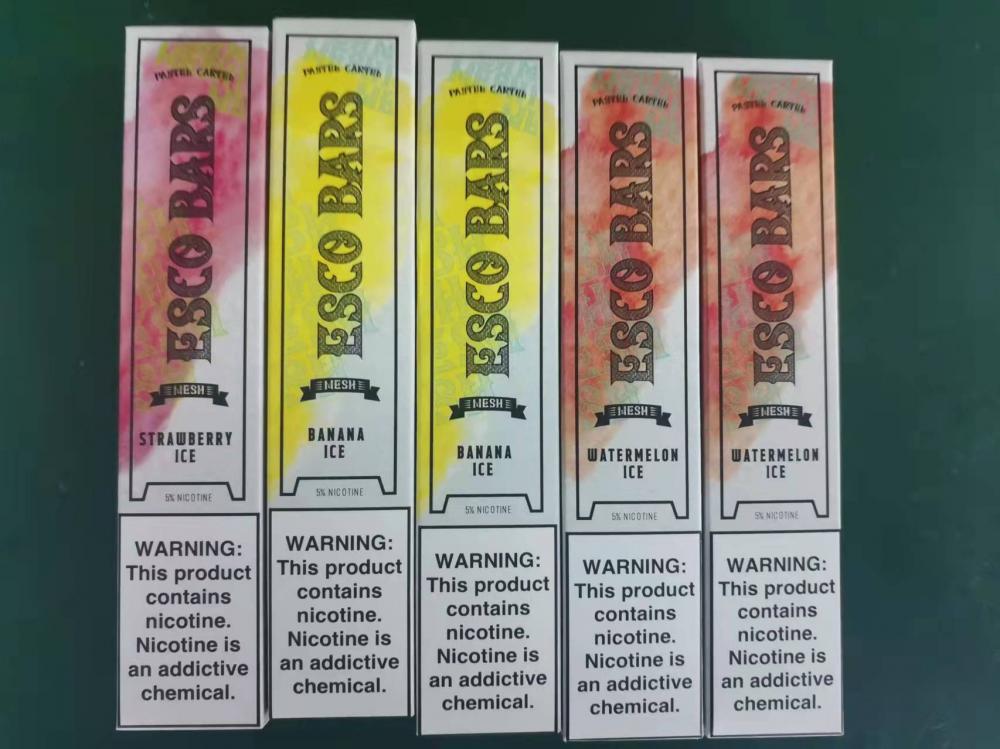 PASTEL CARTEL
ESCO BARS
MESH
STRAWBERRY
ICE
5% NICOTINE
WARNING:
This product
contains
nicotine.
Nicotine is
an addictive
chemical.
PASTEL CARTEL
ESCO BARS
MESH
BANANA
ICE
5% NICOTINE
WARNING:
This product
contains
nicotine.
Nicotine is
an addictive
chemical.
PASTEL CARTEL
ESCO BARS
MESH
BANANA
ICE
5% NICOTINE
WARNING:
This product
contains
nicotine.
Nicotine is
an addictive
chemical.
PASTEL CARTEL
ESCO BARS
MESH
WATERMELON
ICE
5% NICOTINE
WARNING:
This product
contains
nicotine.
Nicotine is
an addictive
chemical.
PASTEL CARTEL
ESCO BARS
MESH
WATERMELON
ICE
5% NICOTINE
WARNING:
This product
contains
nicotine.
Nicotine is
an addictive
chemical.